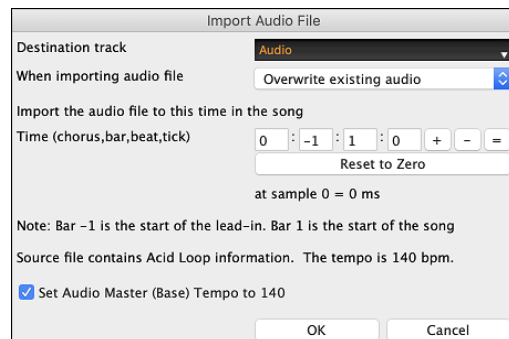 Import Audio File
Destination track Audio
When importing audio file Overwrite existing audio
Import the audio file to this time in the song
Time (chorus,bar,beat,tick) 0 : -1 : 1 : 0 + - =
Reset to Zero
at sample 0 = 0 ms
Note: Bar -1 is the start of the lead-in. Bar 1 is the start of the song
Source file contains Acid Loop information. The tempo is 140 bpm.
Set Audio Master (Base) Tempo to 140
OK Cancel